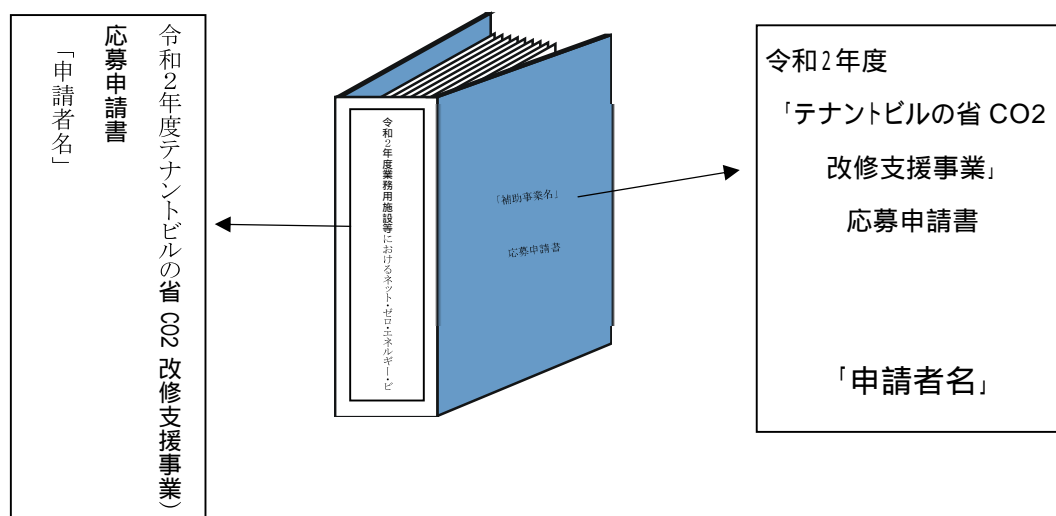 令和２年度テナントビルの省 CO2 改修支援事業）
応募申請書
「申請者名」
令和２年度業務用施設等におけるネット・ゼロ・エネルギー・ビ
「補助事業名」
応募申請書
令和２年度
「テナントビルの省 CO2
改修支援事業」
応募申請書
「申請者名」